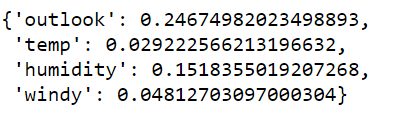 {'outlook': 0.24674982023498893,
'temp': 0.029222566213196632,
'humidity': 0.1518355019207268,
'windy': 0.04812703097000304}